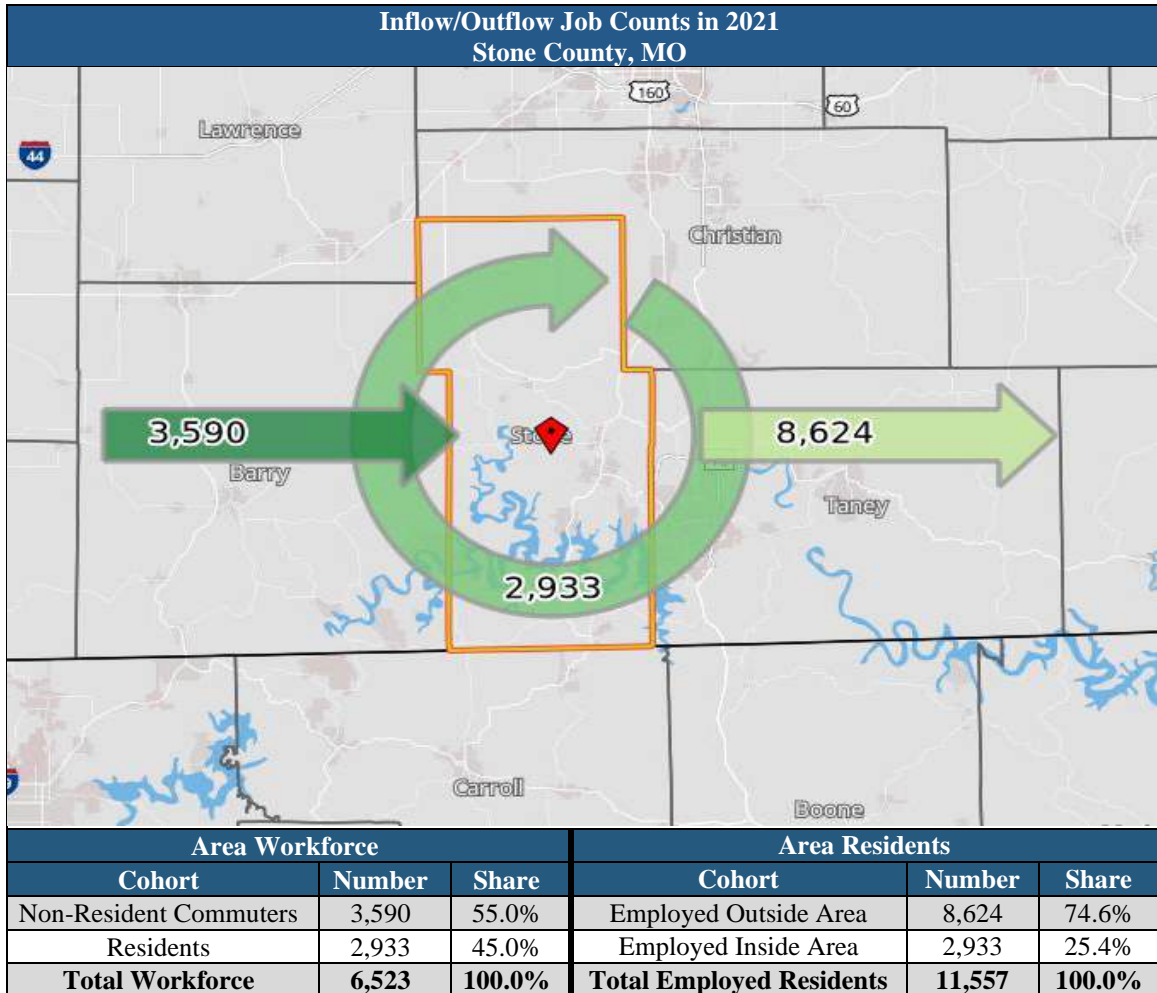 Inflow/Outflow Job Counts in 2021
Stone County, MO
160
60
Lawrence
44
Christian
3,590
Stone
8,624
Barry
Taney
2,933
Carroll
Boone
Area Workforce Area Residents
Cohort Number Share Cohort Number Share
Non-Resident Commuters 3,590 55.0% Employed Outside Area 8,624 74.6%
Residents 2,933 45.0% Employed Inside Area 2,933 25.4%
Total Workforce 6,523 100.0% Total Employed Residents 11,557 100.0%